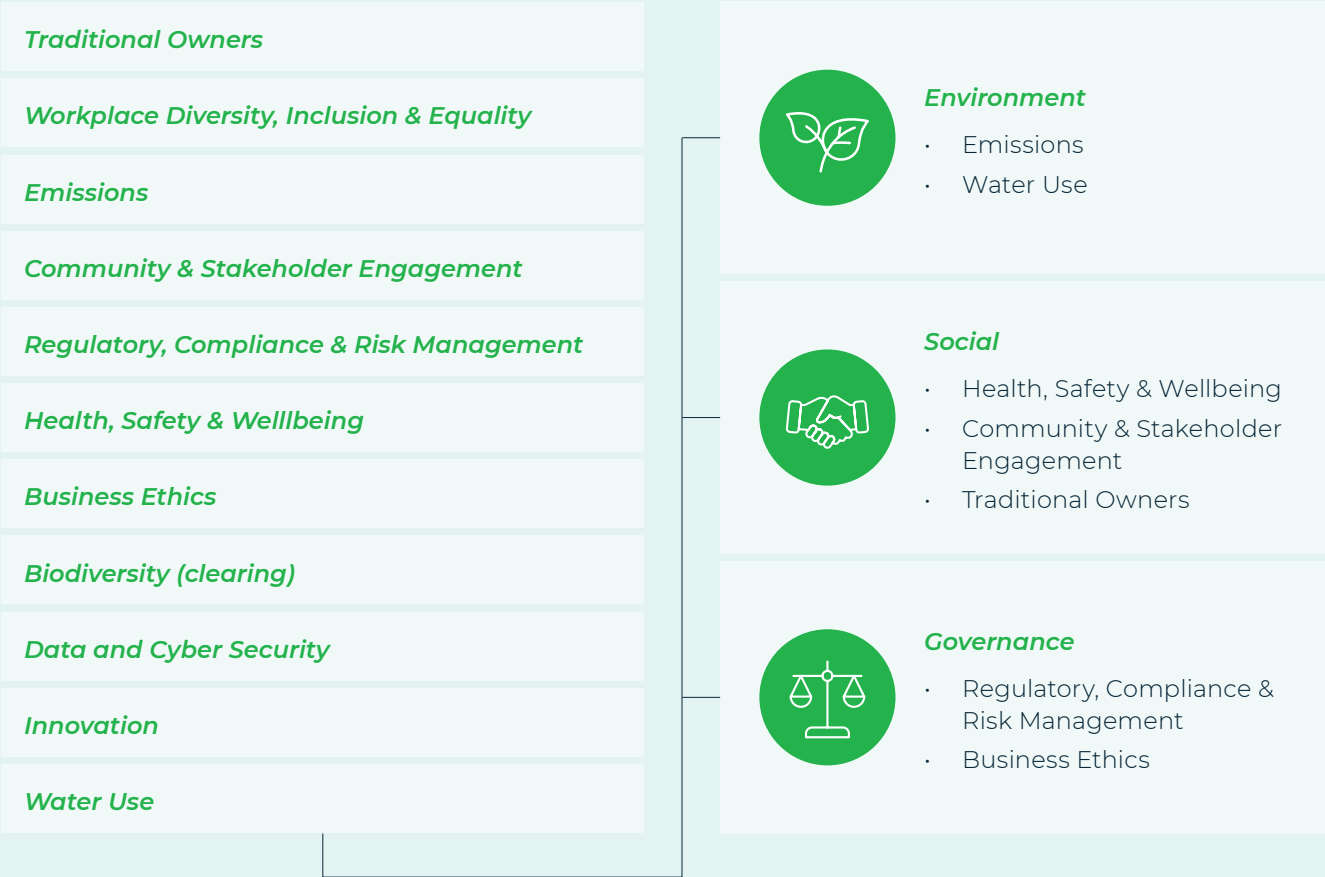 Traditional Owners
Workplace Diversity, Inclusion & Equality
Emissions
Community & Stakeholder Engagement
Regulatory, Compliance & Risk Management
Health, Safety & Welllbeing
Business Ethics
Biodiversity (clearing)
Data and Cyber Security
Innovation
Water Use
Environment
• Emissions
• Water Use
Social
• Health, Safety & Wellbeing
• Community & Stakeholder
Engagement
• Traditional Owners
Governance
• Regulatory, Compliance &
Risk Management
• Business Ethics